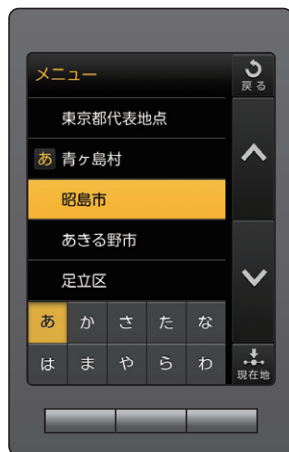 メニュー
戻る
東京都代表地点
あ 青ヶ島村
昭島市
あきる野市
足立区
あ か さ た な
は ま や ら わ
現在地